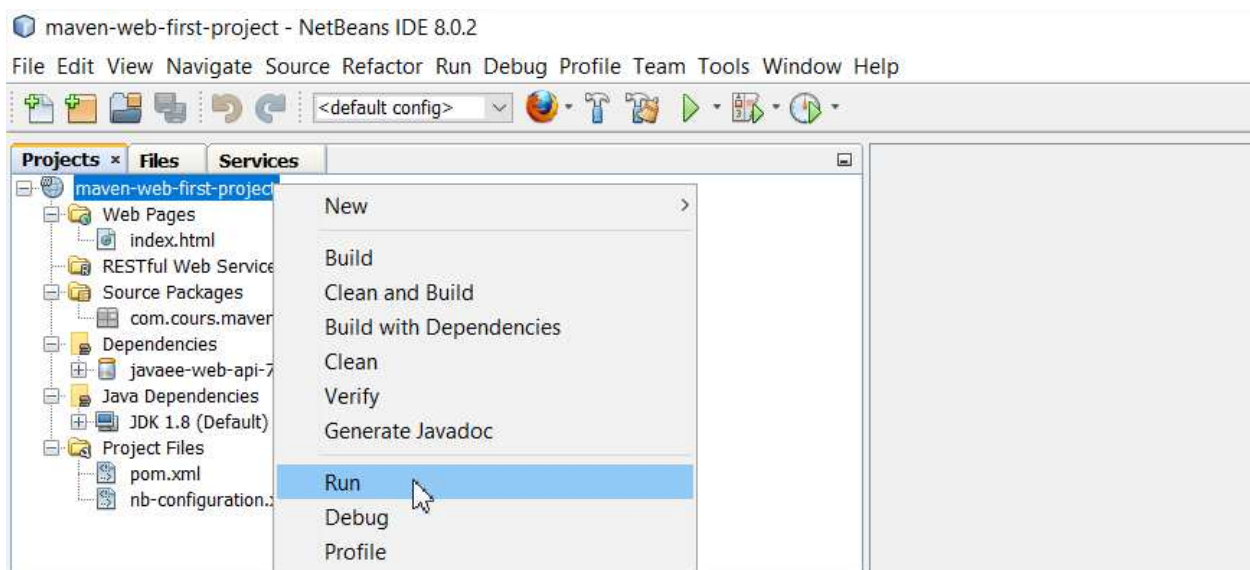 maven-web-first-project - NetBeans IDE 8.0.2
File Edit View Navigate Source Refactor Run Debug Profile Team Tools Window Help
<default config>
Projects × Files Services
maven-web-first-project
Web Pages
index.html
RESTful Web Service
Source Packages
com.cours.maven
Dependencies
javaee-web-api-7
Java Dependencies
JDK 1.8 (Default)
Project Files
pom.xml
nb-configuration.x
New
Build
Clean and Build
Build with Dependencies
Clean
Verify
Generate Javadoc
Run
Debug
Profile